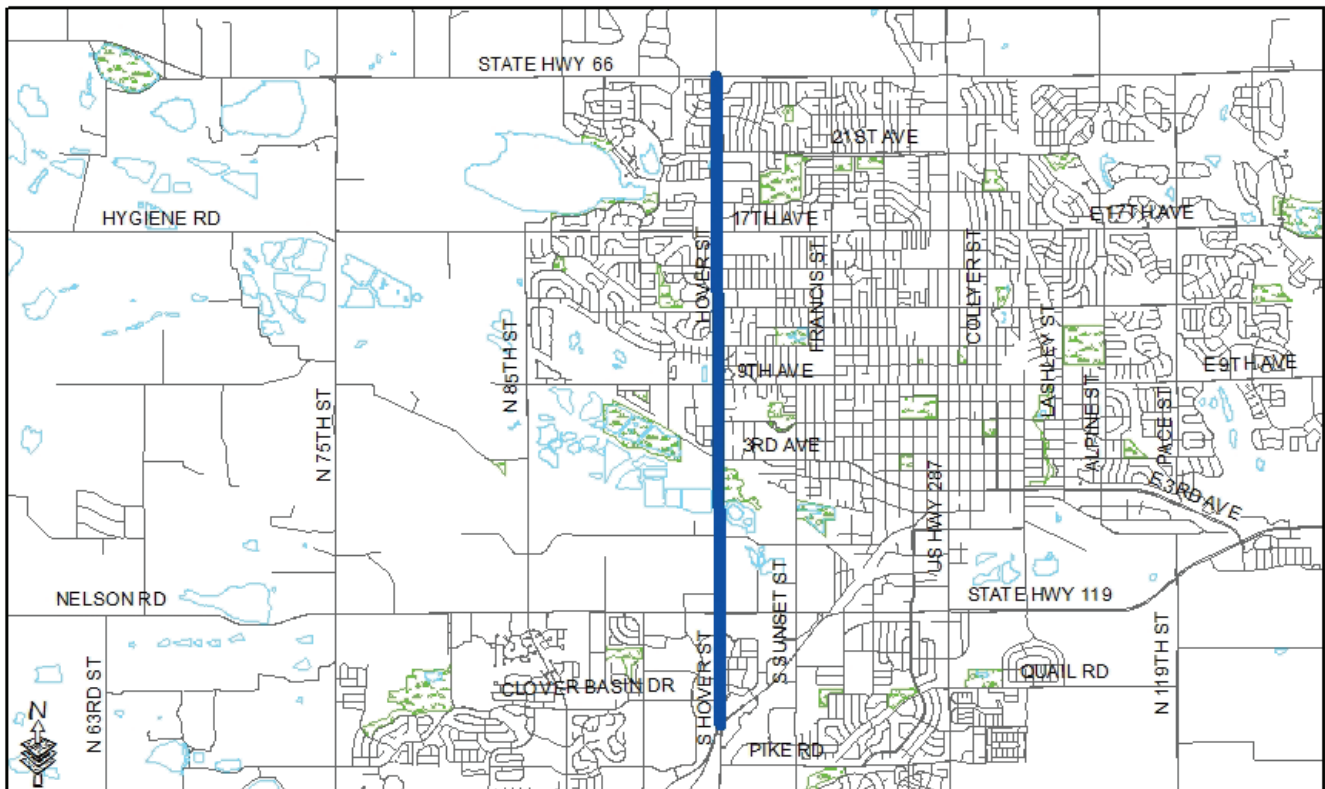 STATE HWY 66
21ST AVE
HYGIENE RD
17TH AVE
E 17TH AVE
HOVER ST
FRANCIS ST
COLLYER ST
N 85TH ST
LASHLEY ST
9TH AVE
E 9TH AVE
N 75TH ST
ALPINE ST
PACE ST
3RD AVE
US HWY 287
E 3RD AVE
NELSON RD
STATE HWY 119
S SUNSET ST
N 63RD ST
CLOVER BASIN DR
S HOVER ST
QUAIL RD
N 119TH ST
PIKE RD
N